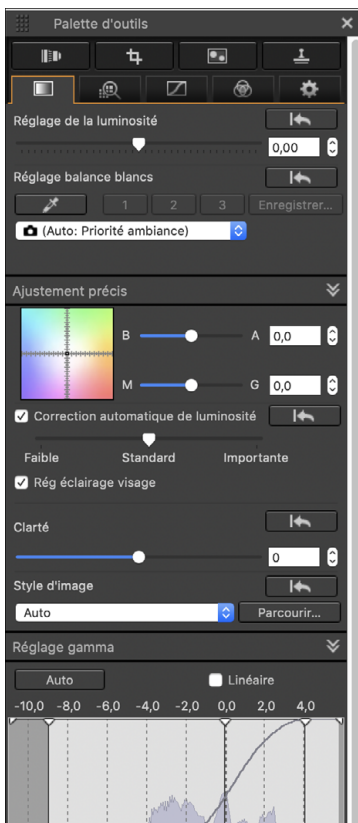 Palette d'outils
Réglage de la luminosité
0,00
Réglage balance blancs
1 2 3 Enregistrer...
(Auto: Priorité ambiance)
Ajustement précis
B A 0,0
M G 0,0
Correction automatique de luminosité
Faible Standard Importante
Rég éclairage visage
Clarté
0
Style d'image
Auto Parcourir...
Réglage gamma
Auto Linéaire
-10,0 -8,0 -6,0 -4,0 -2,0 0,0 2,0 4,0